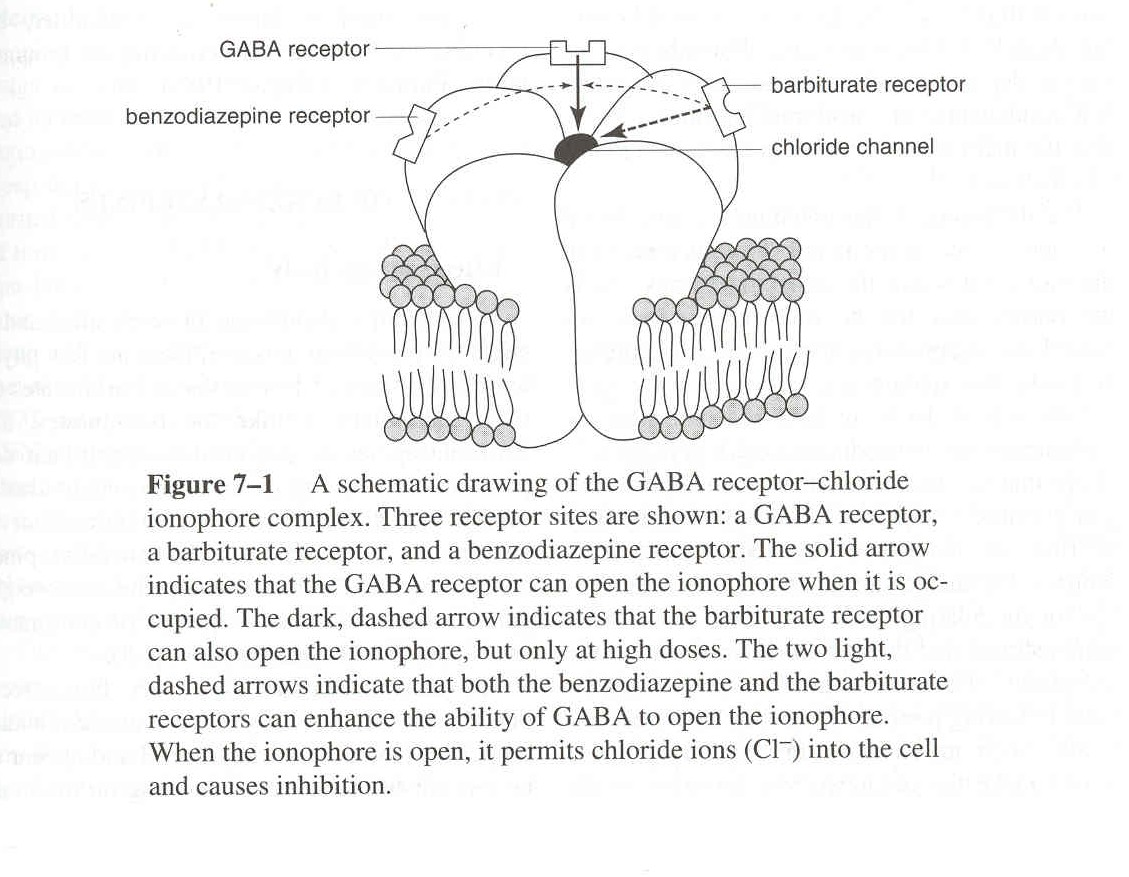 GABA receptor
barbiturate receptor
benzodiazepine receptor
chloride channel
Figure 7–1 A schematic drawing of the GABA receptor–chloride
ionophore complex. Three receptor sites are shown: a GABA receptor,
a barbiturate receptor, and a benzodiazepine receptor. The solid arrow
indicates that the GABA receptor can open the ionophore when it is oc-
cupied. The dark, dashed arrow indicates that the barbiturate receptor
can also open the ionophore, but only at high doses. The two light,
dashed arrows indicate that both the benzodiazepine and the barbiturate
receptors can enhance the ability of GABA to open the ionophore.
When the ionophore is open, it permits chloride ions (Cl⁻) into the cell
and causes inhibition.